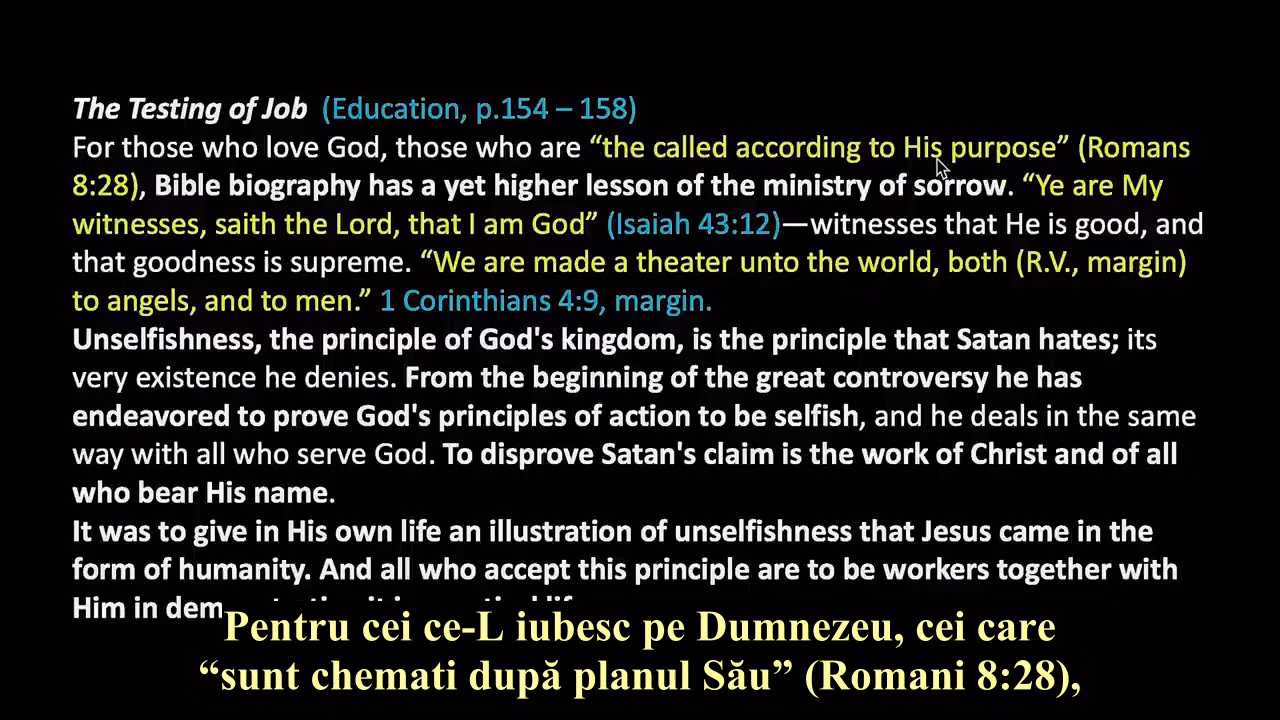 The Testing of Job (Education, p.154 – 158)
For those who love God, those who are “the called according to His purpose” (Romans
8:28), Bible biography has a yet higher lesson of the ministry of sorrow. “Ye are My
witnesses, saith the Lord, that I am God” (Isaiah 43:12)—witnesses that He is good, and
that goodness is supreme. “We are made a theater unto the world, both (R.V., margin)
to angels, and to men.” 1 Corinthians 4:9, margin.
Unselfishness, the principle of God's kingdom, is the principle that Satan hates; its
very existence he denies. From the beginning of the great controversy he has
endeavored to prove God's principles of action to be selfish, and he deals in the same
way with all who serve God. To disprove Satan's claim is the work of Christ and of all
who bear His name.
It was to give in His own life an illustration of unselfishness that Jesus came in the
form of humanity. And all who accept this principle are to be workers together with
Him in
Pentru cei ce-L iubesc pe Dumnezeu, cei care
“sunt chemati după planul Său” (Romani 8:28),